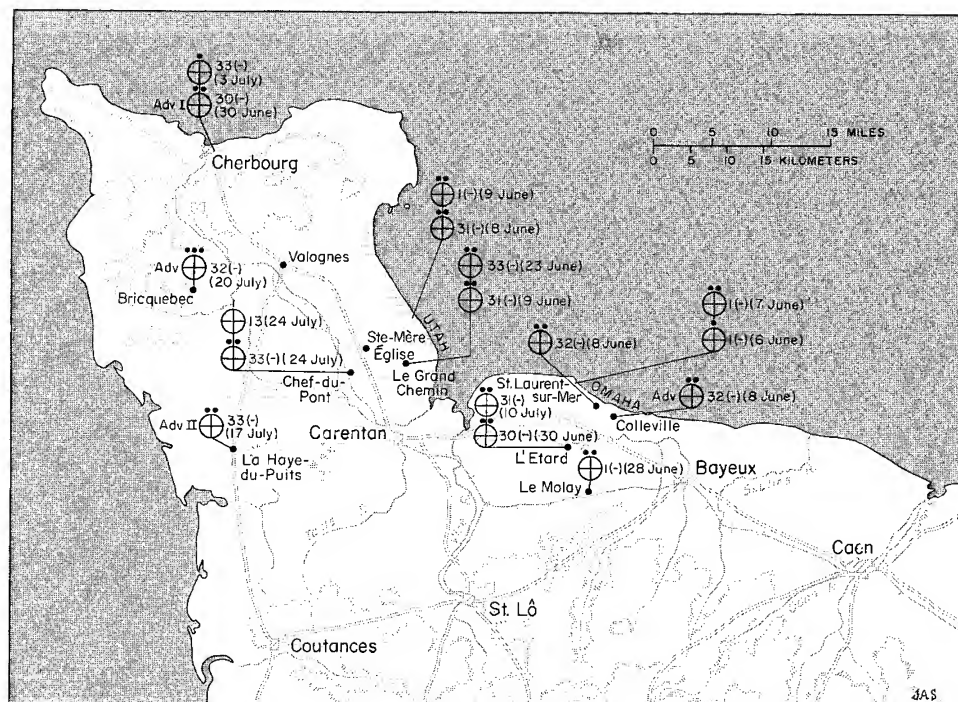 33(-)
(3 July)
Adv I
30(-)
(30 June)
Cherbourg
0 5 10 15 MILES
0 5 10 15 KILOMETERS
1(-)(9 June)
31(-)(8 June)
33(-)(23 June)
31(-)(9 June)
Adv
32(-)
(20 July)
Bricquebec
Valognes
13(24 July)
33(-)(24 July)
Chef-du-
Pont
Ste-Mère-
Église
Le Grand
Chemin
UTAH
1(-)(7 June)
1(-)(6 June)
32(-)(8 June)
OMAHA
Adv
32(-)(8 June)
St. Laurent-
sur-Mer
Colleville
31(-)
(10 July)
30(-)(30 June)
L'Etard
1(-)(28 June)
Le Molay
Bayeux
Adv II
33(-)
(17 July)
La Haye-
du-Puits
Carentan
Caen
St. Lô
Coutances
JAS